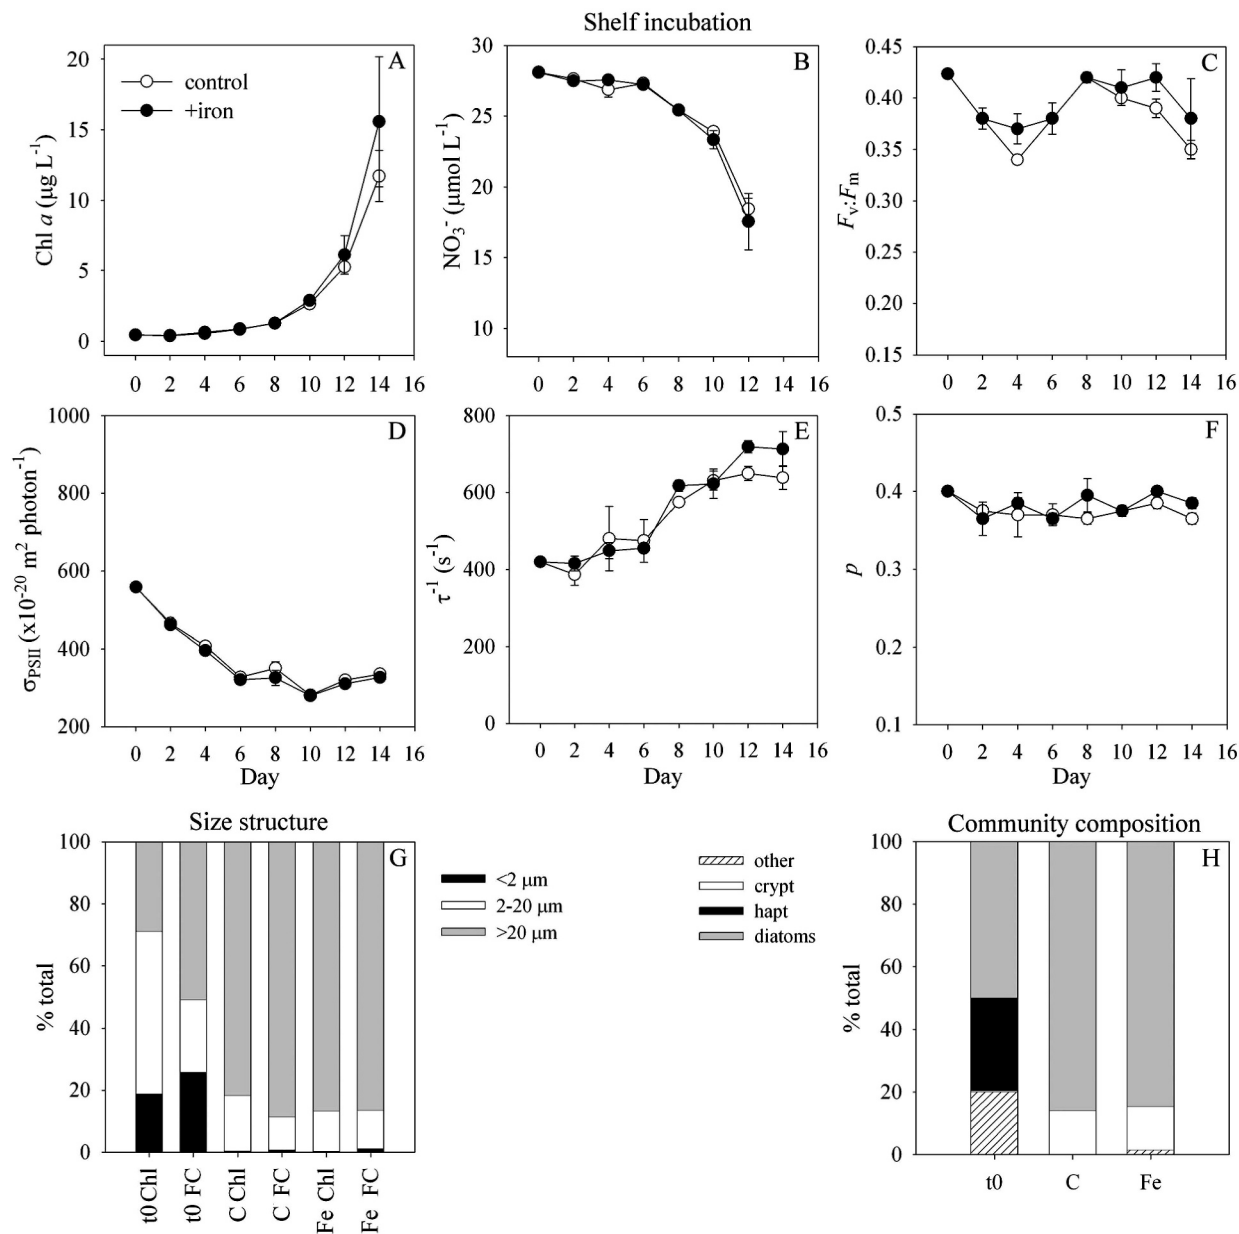 Shelf incubation
A
control
+iron
Chl a (µg L⁻¹)
20
15
10
5
0
0 2 4 6 8 10 12 14 16
B
NO₃⁻ (µmol L⁻¹)
30
25
20
15
10
0 2 4 6 8 10 12 14 16
C
Fᵥ:Fₘ
0.45
0.40
0.35
0.30
0.25
0.20
0.15
0 2 4 6 8 10 12 14 16
D
σPSII (x10⁻²⁰ m² photon⁻¹)
1000
800
600
400
200
0 2 4 6 8 10 12 14 16
Day
E
τ⁻¹ (s⁻¹)
800
600
400
200
0
0 2 4 6 8 10 12 14 16
Day
F
p
0.5
0.4
0.3
0.2
0.1
0 2 4 6 8 10 12 14 16
Day
Size structure
G
% total
100
80
60
40
20
0
t0 Chl
t0 FC
C Chl
C FC
Fe Chl
Fe FC
<2 µm
2-20 µm
>20 µm
other
crypt
hapt
diatoms
Community composition
H
% total
100
80
60
40
20
0
t0 C Fe